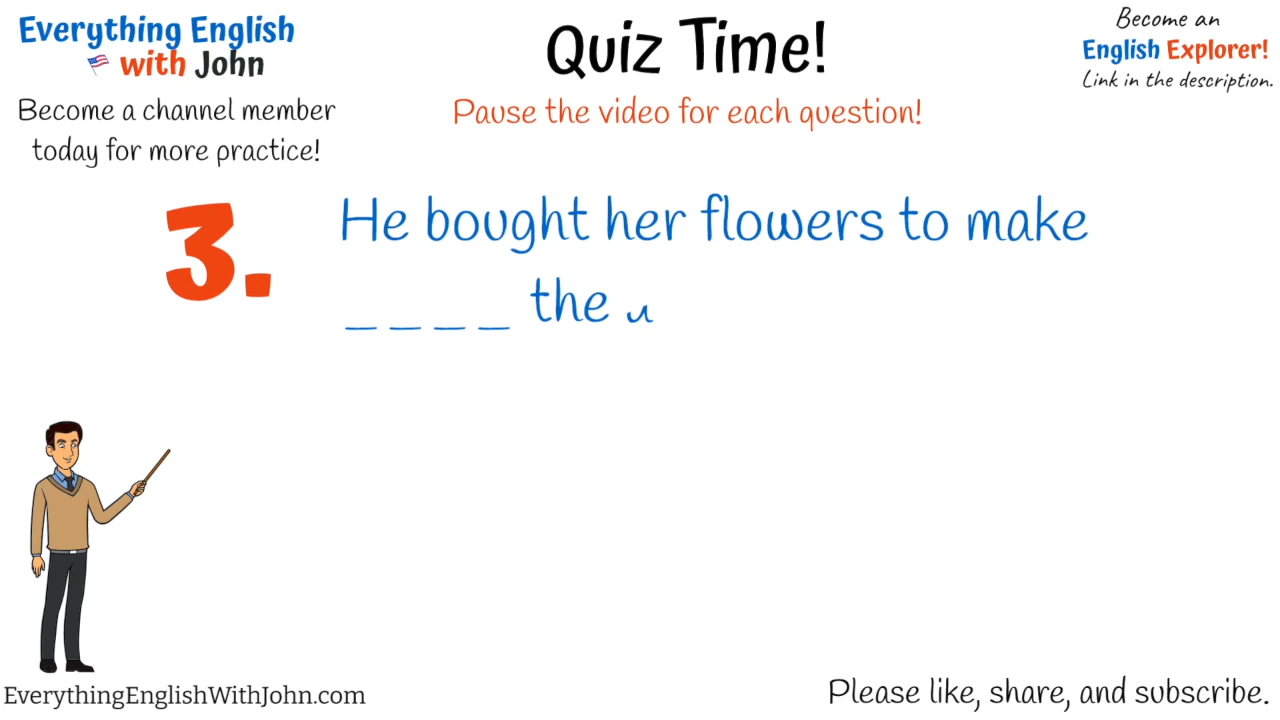 Everything English
with John
Become a channel member
today for more practice!
Quiz Time!
Pause the video for each question!
Become an
English Explorer!
Link in the description.
3.
He bought her flowers to make
_ _ _ _ the
EverythingEnglishWithJohn.com
Please like, share, and subscribe.